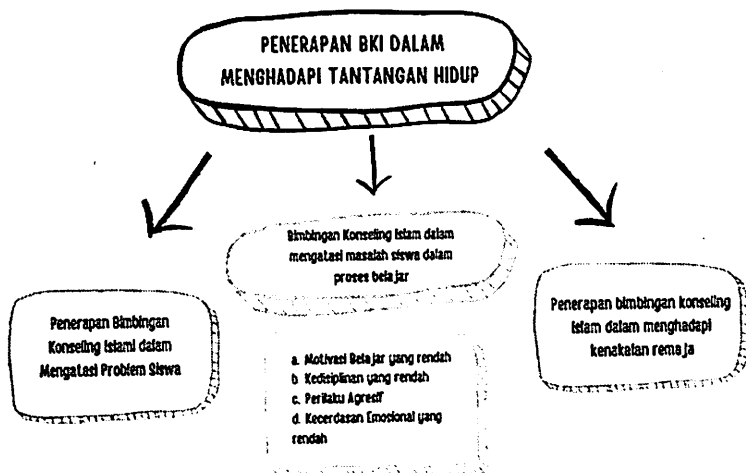 PENERAPAN BKI DALAM
MENGHADAPI TANTANGAN HIDUP
Bimbingan Konseling Islam dalam
mengatasi masalah siswa dalam
proses belajar
Penerapan Bimbingan
Konseling Islami dalam
Mengatasi Problem Siswa
Penerapan bimbingan konseling
Islam dalam menghadapi
kenakalan remaja
a. Motivasi Belajar yang rendah
b Kedisiplinan yang rendah
c. Perilaku Agresif
d. Kecerdasan Emosional yang
rendah